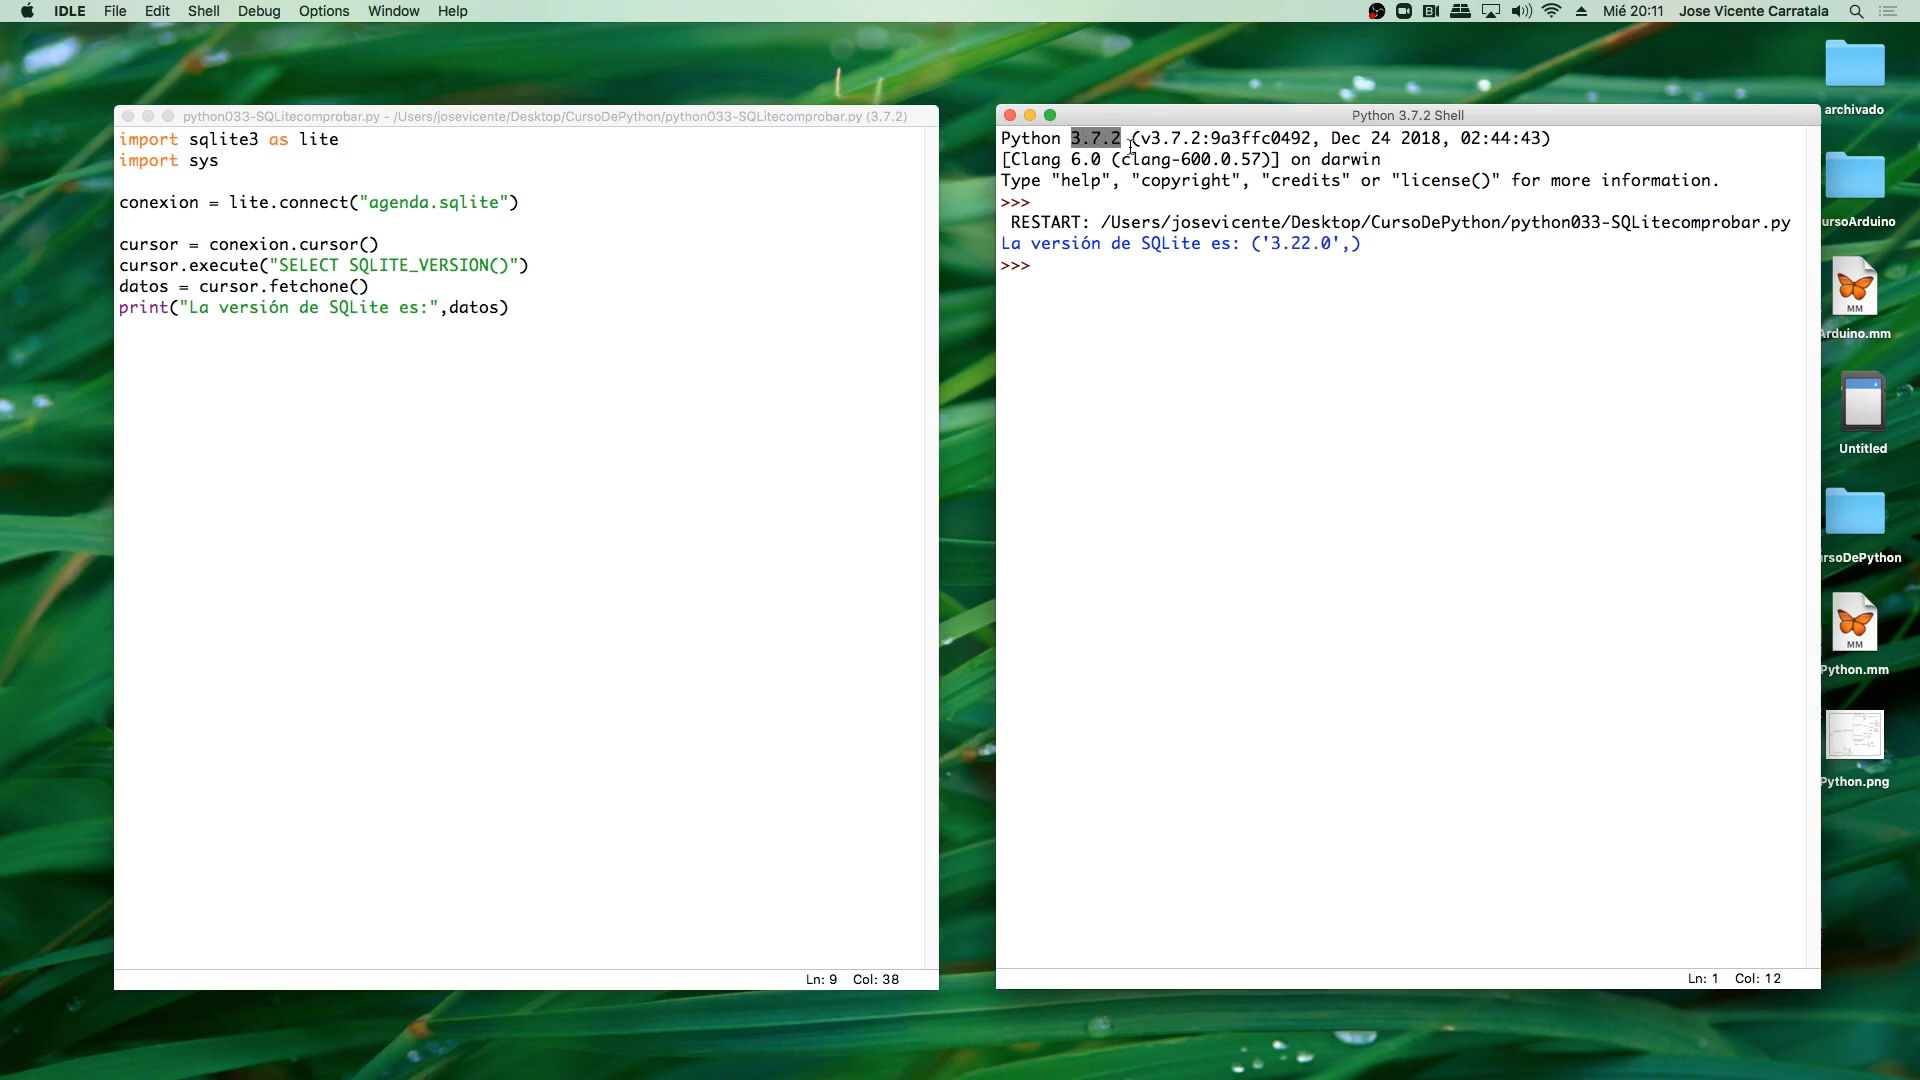 IDLE File Edit Shell Debug Options Window Help
Mié 20:11 Jose Vicente Carratala
python033-SQLitecomprobar.py - /Users/josevicente/Desktop/CursoDePython/python033-SQLitecomprobar.py (3.7.2)
import sqlite3 as lite
import sys
conexion = lite.connect("agenda.sqlite")
cursor = conexion.cursor()
cursor.execute("SELECT SQLITE_VERSION()")
datos = cursor.fetchone()
print("La versión de SQLite es:",datos)
Ln: 9 Col: 38
Python 3.7.2 Shell
Python 3.7.2 (v3.7.2:9a3ffc0492, Dec 24 2018, 02:44:43)
[Clang 6.0 (clang-600.0.57)] on darwin
Type "help", "copyright", "credits" or "license()" for more information.
>>>
RESTART: /Users/josevicente/Desktop/CursoDePython/python033-SQLitecomprobar.py
La versión de SQLite es: ('3.22.0',)
>>>
Ln: 1 Col: 12
archivado
ursoArduino
MM
Arduino.mm
Untitled
rsoDePython
MM
Python.mm
Python.png